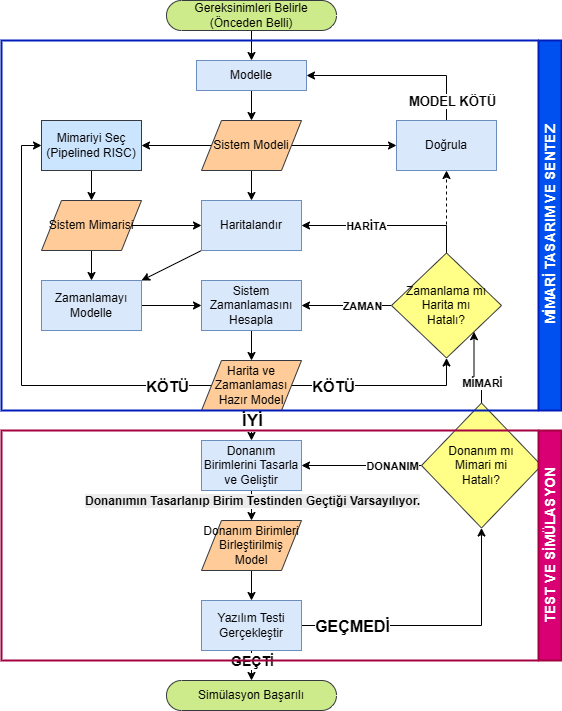 Gereksinimleri Belirle
(Önceden Belli)
Modelle
MODEL KÖTÜ
Mimariyi Seç
(Pipelined RISC)
Sistem Modeli
Doğrula
Sistem Mimarisi
Haritalandır
HARİTA
Zamanlamayı
Modelle
Sistem
Zamanlamasını
Hesapla
ZAMAN
Zamanlama mı
Harita mı
Hatalı?
KÖTÜ
Harita ve
Zamanlaması
Hazır Model
KÖTÜ
MİMARİ
MİMARİ TASARIM VE SENTEZ
İYİ
Donanım
Birimlerini Tasarla
ve Geliştir
DONANIM
Donanım mı
Mimari mi
Hatalı?
Donanımın Tasarlanıp Birim Testinden Geçtiği Varsayılıyor.
Donanım Birimleri
Birleştirilmiş
Model
Yazılım Testi
Gerçekleştir
GEÇMEDİ
TEST VE SİMÜLASYON
GEÇTİ
Simülasyon Başarılı